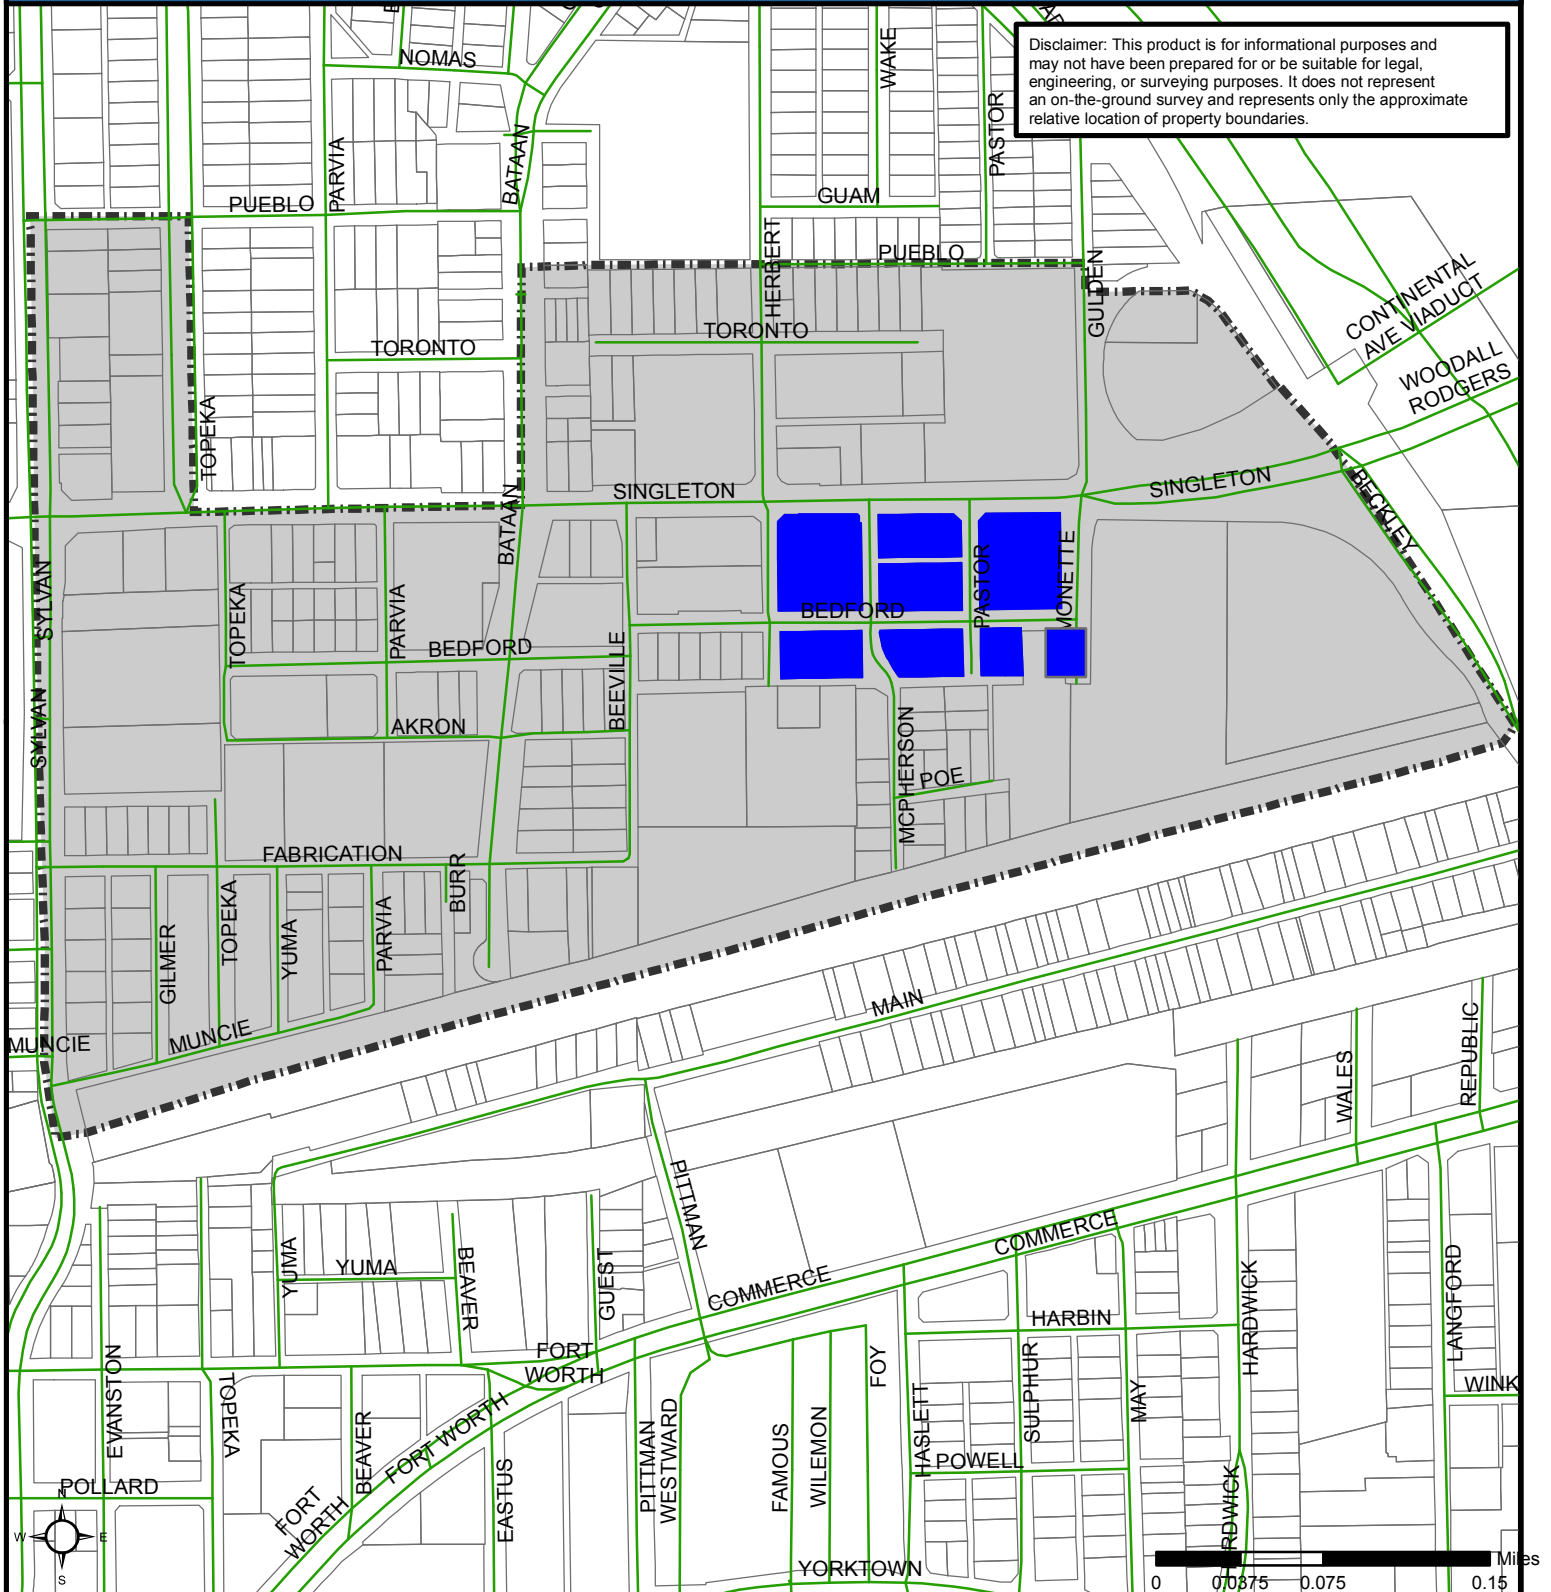 Disclaimer: This product is for informational purposes and
may not have been prepared for or be suitable for legal,
engineering, or surveying purposes. It does not represent
an on-the-ground survey and represents only the approximate
relative location of property boundaries.
NOMAS
WAKE
PASTOR
PARVIA
BATAAN
GUAM
PUEBLO
HERBERT
PUEBLO
GULDEN
CONTINENTAL
AVE VIADUCT
TORONTO
TORONTO
WOODALL
RODGERS
TOPEKA
SINGLETON
SINGLETON
BECKLEY
BATAAN
SYLVAN
TOPEKA
PARVIA
PASTOR
MONETTE
BEDFORD
BEDFORD
BEEVILLE
SYLVAN
AKRON
MCPHERSON
POE
FABRICATION
BURR
GILMER
TOPEKA
YUMA
PARVIA
MAIN
MUNCIE
MUNCIE
WALES
REPUBLIC
PITTMAN
COMMERCE
COMMERCE
YUMA
YUMA
BEAVER
GUEST
HARDWICK
LANGFORD
HARBIN
FORT
WORTH
EVANSTON
TOPEKA
BEAVER
FORT WORTH
FOY
HASLETT
SULPHUR
MAY
WINK
PITTMAN
WESTWARD
FAMOUS
WILEMON
POWELL
POLLARD
FORT
WORTH
EASTUS
RDWICK
YORKTOWN
N
W
E
S
Miles
0
0.0375
0.075
0.15